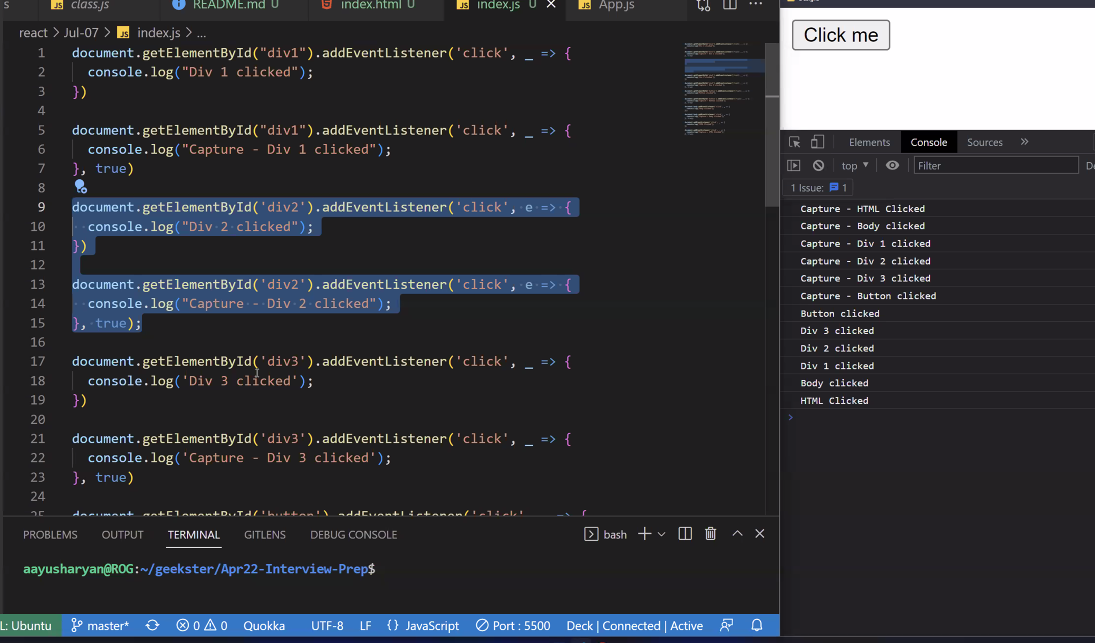 s class.js README.md U index.html U index.js U App.js
react > Jul-07 > JS index.js > ...
1 document.getElementById("div1").addEventListener('click', _ => {
2 console.log("Div 1 clicked");
3 })
4
5 document.getElementById("div1").addEventListener('click', _ => {
6 console.log("Capture - Div 1 clicked");
7 }, true)
8
9 document.getElementById('div2').addEventListener('click', e => {
10 console.log("Div 2 clicked");
11 })
12
13 document.getElementById('div2').addEventListener('click', e => {
14 console.log("Capture - Div 2 clicked");
15 }, true);
16
17 document.getElementById('div3').addEventListener('click', _ => {
18 console.log('Div 3 clicked');
19 })
20
21 document.getElementById('div3').addEventListener('click', _ => {
22 console.log('Capture - Div 3 clicked');
23 }, true)
24
25 document.getElementById('button').addEventListener('click', _ => {
PROBLEMS OUTPUT TERMINAL GITLENS DEBUG CONSOLE bash
aayusharyan@ROG:~/geekster/Apr22-Interview-Prep$
L: Ubuntu master* 0 0 Quokka UTF-8 LF {} JavaScript Port : 5500 Deck | Connected | Active
Click me
Elements Console Sources
top Filter
1 Issue: 1
Capture - HTML Clicked
Capture - Body clicked
Capture - Div 1 clicked
Capture - Div 2 clicked
Capture - Div 3 clicked
Capture - Button clicked
Button clicked
Div 3 clicked
Div 2 clicked
Div 1 clicked
Body clicked
HTML Clicked